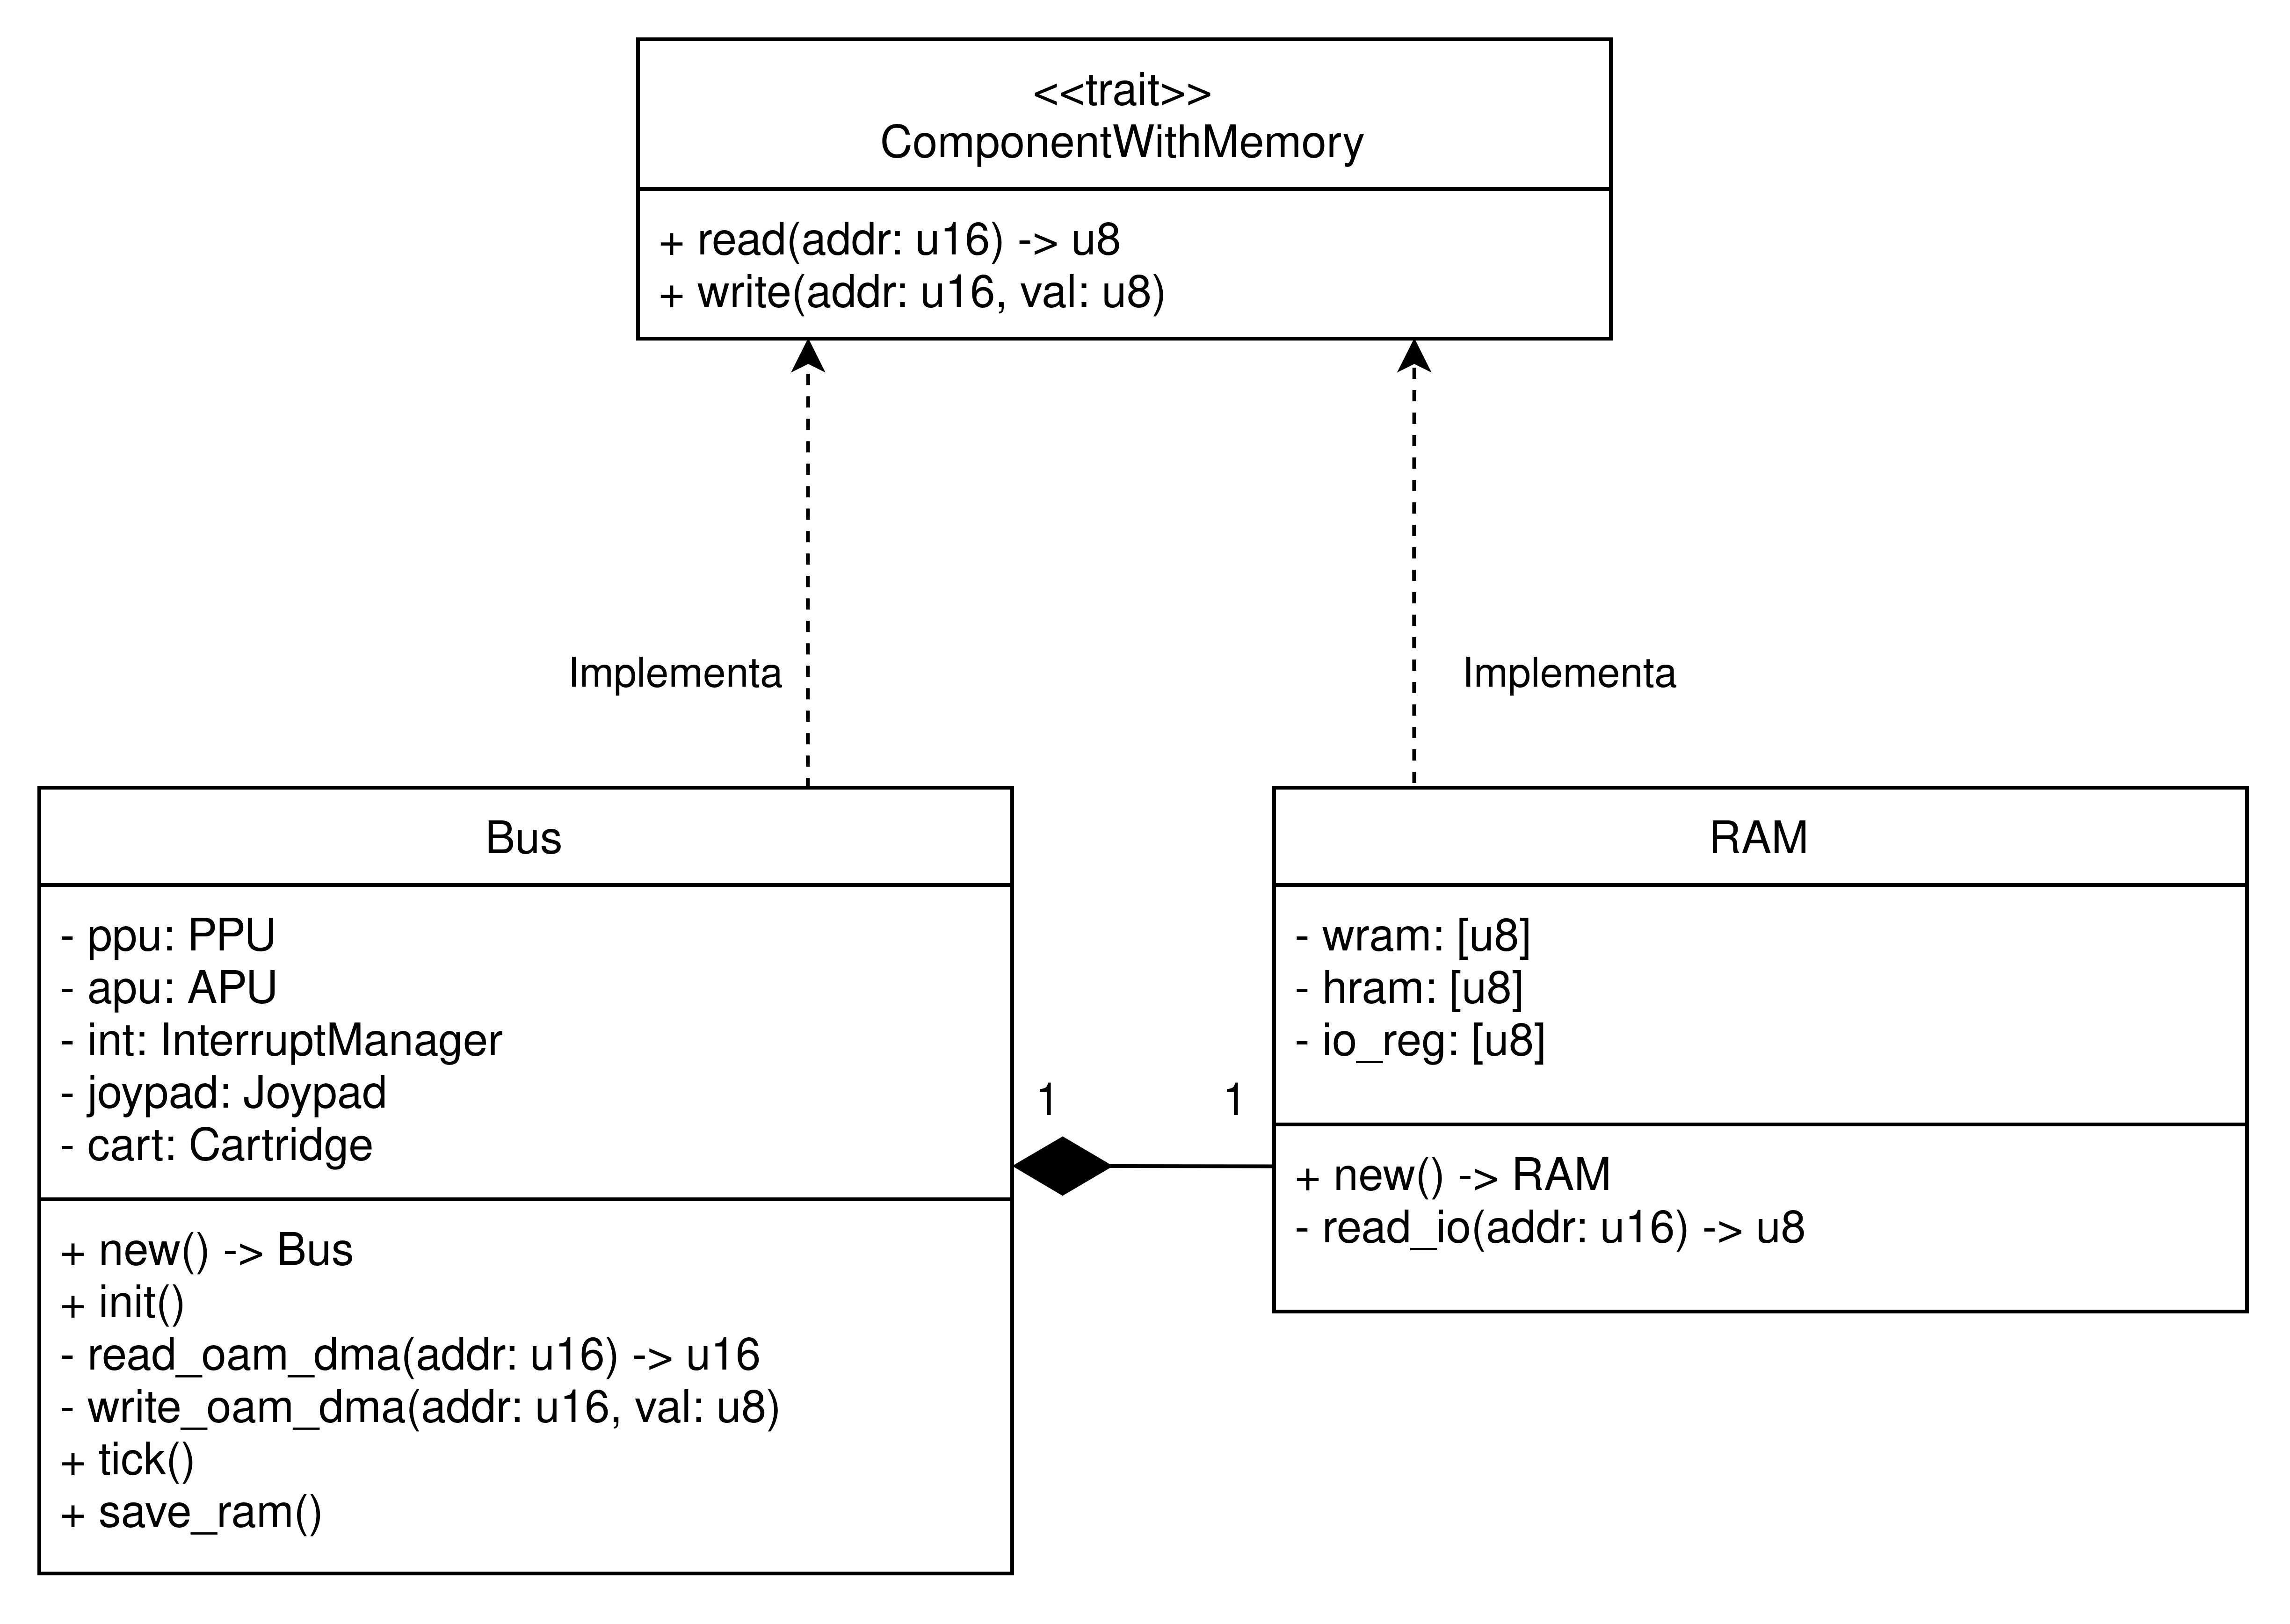 <<trait>>
ComponentWithMemory
+ read(addr: u16) -> u8
+ write(addr: u16, val: u8)
Implementa
Implementa
Bus
- ppu: PPU
- apu: APU
- int: InterruptManager
- joypad: Joypad
- cart: Cartridge
+ new() -> Bus
+ init()
- read_oam_dma(addr: u16) -> u16
- write_oam_dma(addr: u16, val: u8)
+ tick()
+ save_ram()
1
1
RAM
- wram: [u8]
- hram: [u8]
- io_reg: [u8]
+ new() -> RAM
- read_io(addr: u16) -> u8